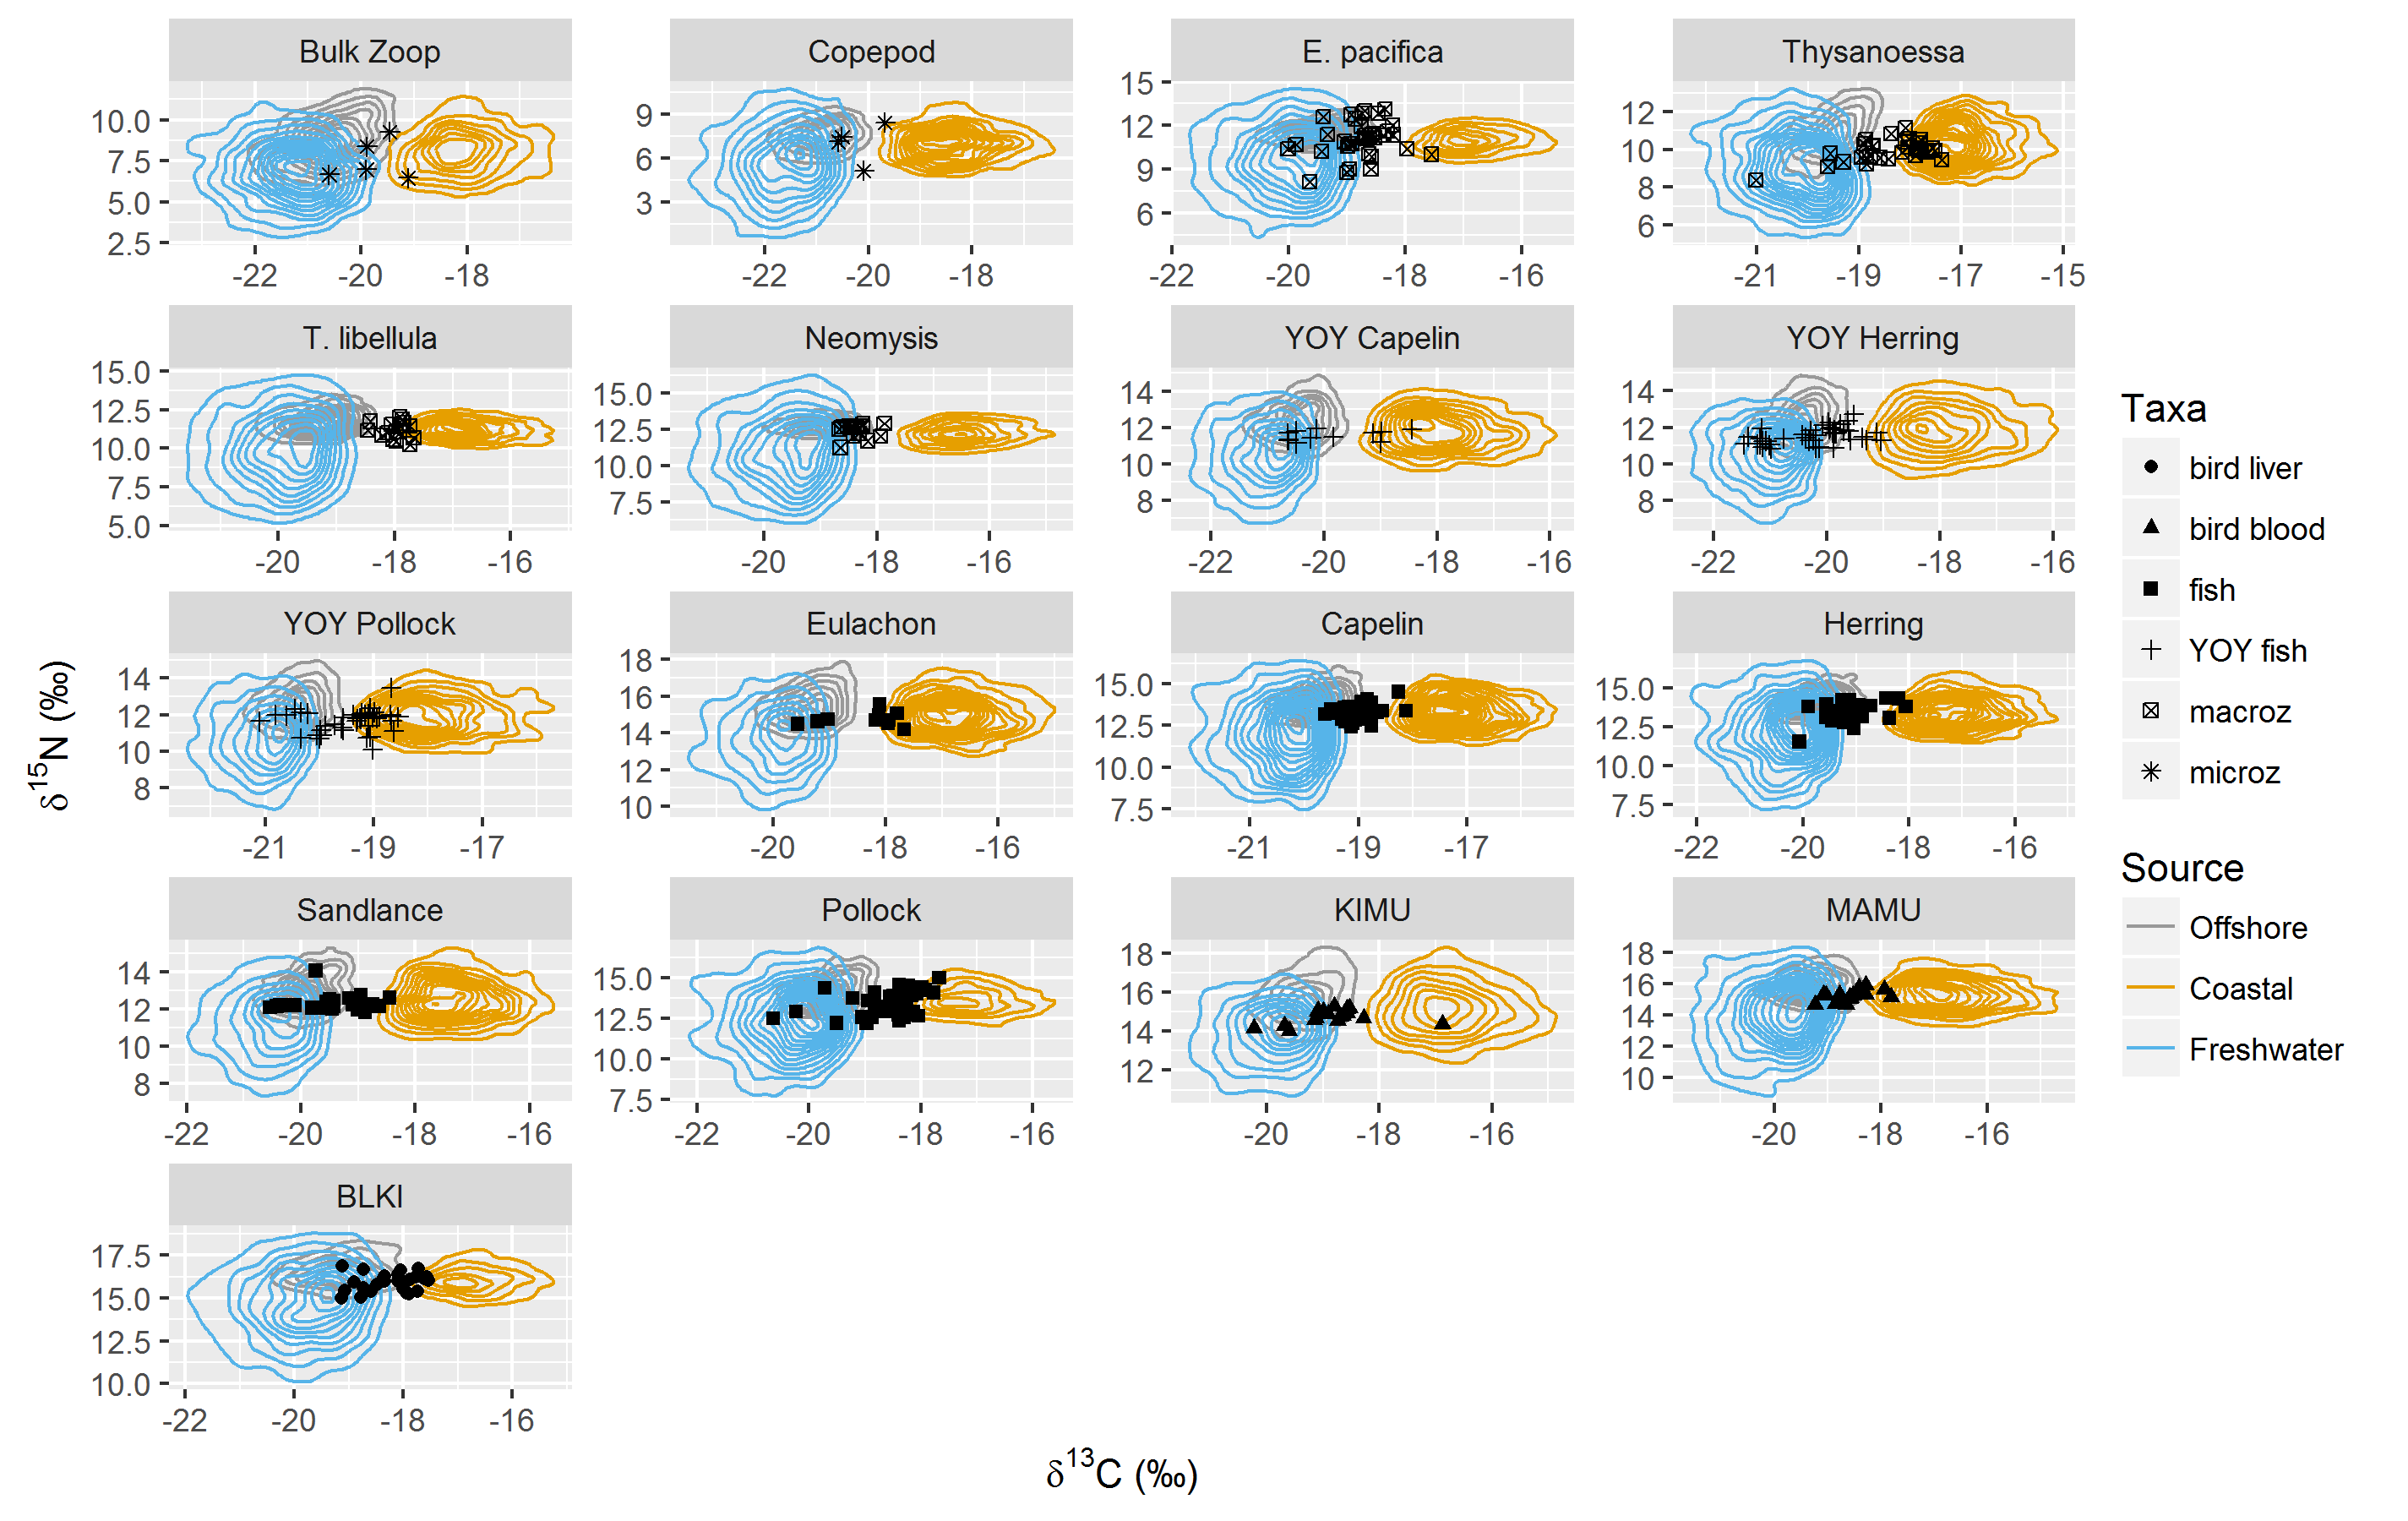 Bulk Zoop
Copepod
E. pacifica
Thysanoessa
10.0
7.5
5.0
2.5
-22 -20 -18
9
6
3
-22 -20 -18
15
12
9
6
-22 -20 -18 -16
12
10
8
6
-21 -19 -17 -15
T. libellula
Neomysis
YOY Capelin
YOY Herring
15.0
12.5
10.0
7.5
5.0
-20 -18 -16
15.0
12.5
10.0
7.5
-20 -18 -16
14
12
10
8
-22 -20 -18 -16
14
12
10
8
-22 -20 -18 -16
YOY Pollock
Eulachon
Capelin
Herring
14
12
10
8
-21 -19 -17
18
16
14
12
10
-20 -18 -16
15.0
12.5
10.0
7.5
-21 -19 -17
15.0
12.5
10.0
7.5
-22 -20 -18 -16
Sandlance
Pollock
KIMU
MAMU
14
12
10
8
-22 -20 -18 -16
15.0
12.5
10.0
7.5
-22 -20 -18 -16
18
16
14
12
-20 -18 -16
18
16
14
12
10
-20 -18 -16
BLKI
17.5
15.0
12.5
10.0
-22 -20 -18 -16
δ15N (‰)
δ13C (‰)
Taxa
bird liver
bird blood
fish
YOY fish
macroz
microz
Source
Offshore
Coastal
Freshwater